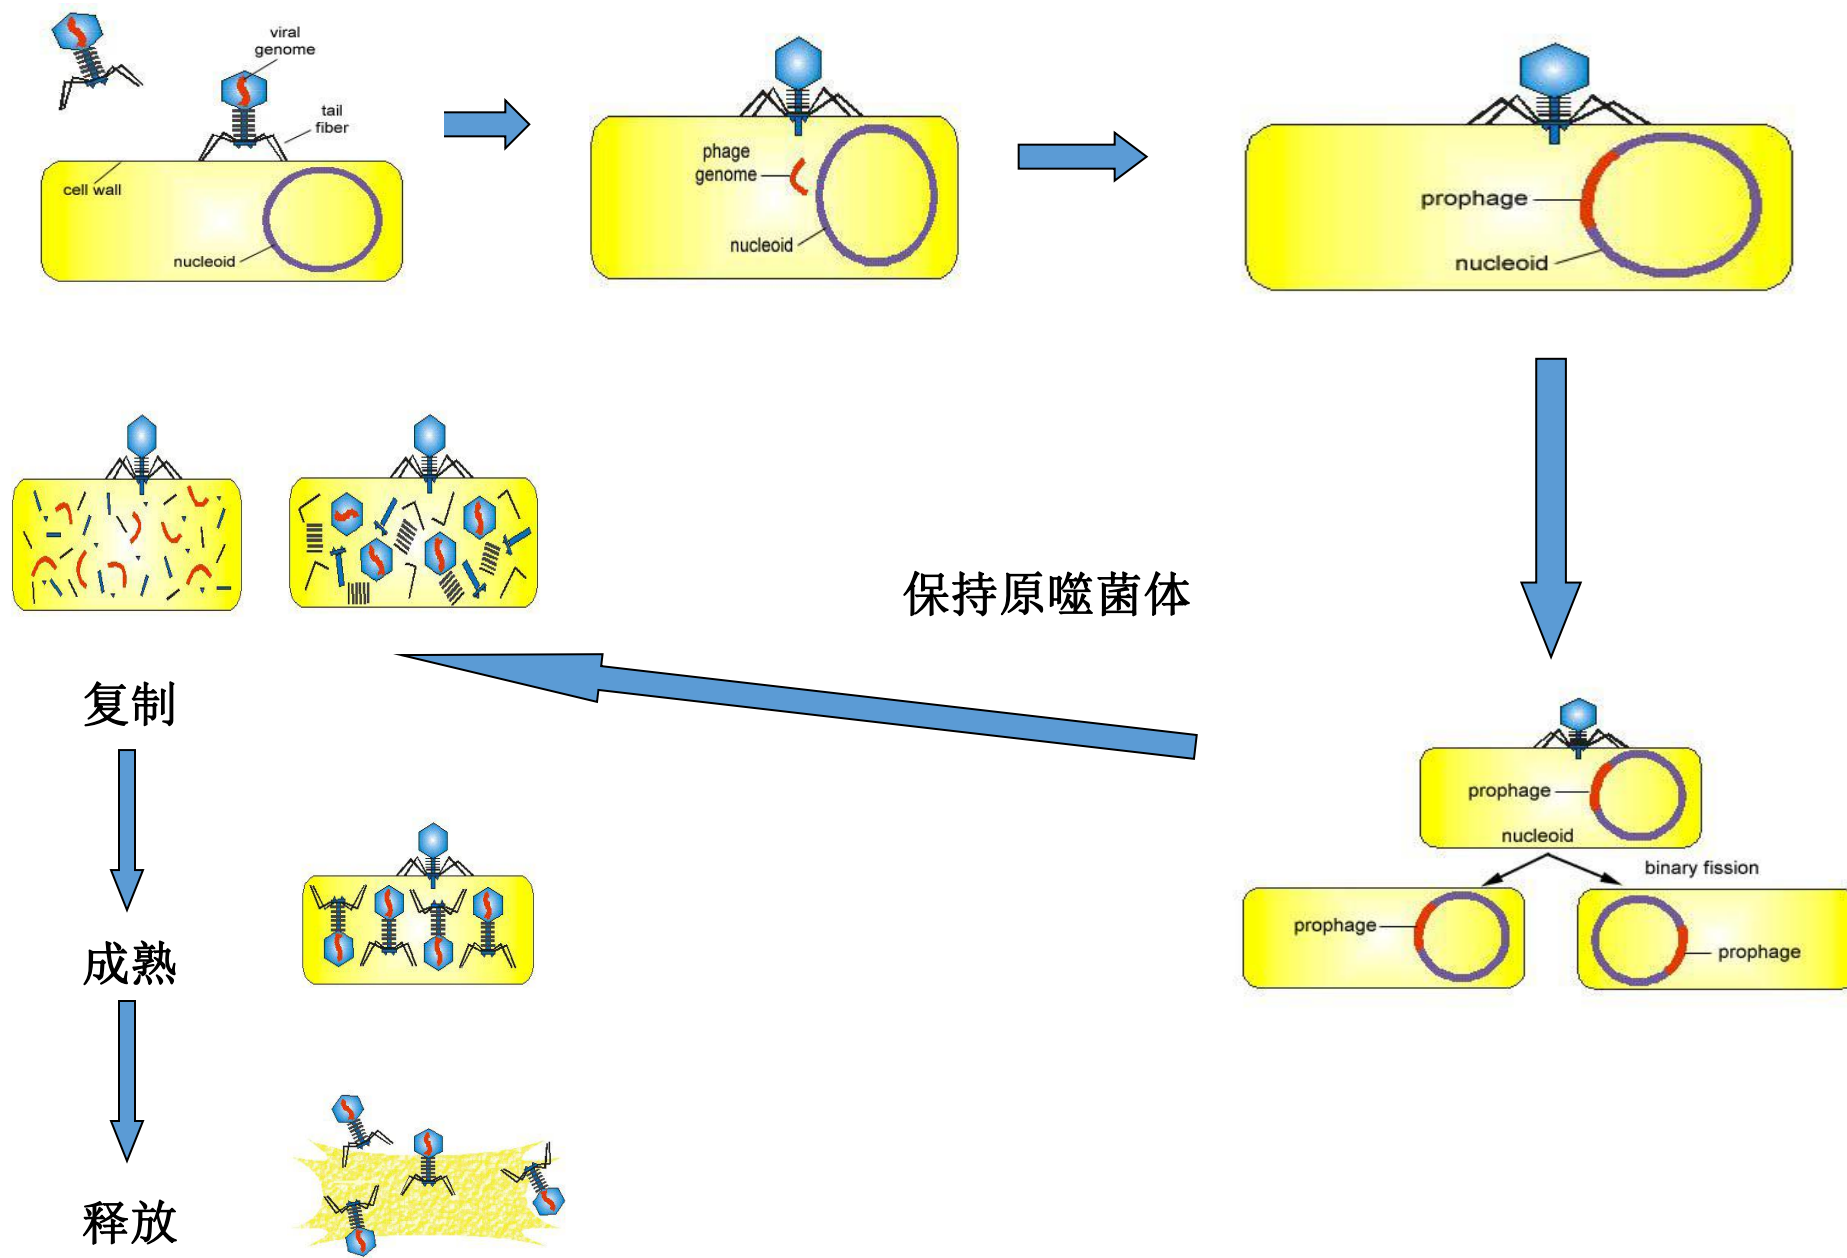 viral
genome
tail
fiber
cell wall
nucleoid
phage
genome
nucleoid
prophage
nucleoid
保持原噬菌体
复制
成熟
释放
prophage
nucleoid
binary fission
prophage
prophage